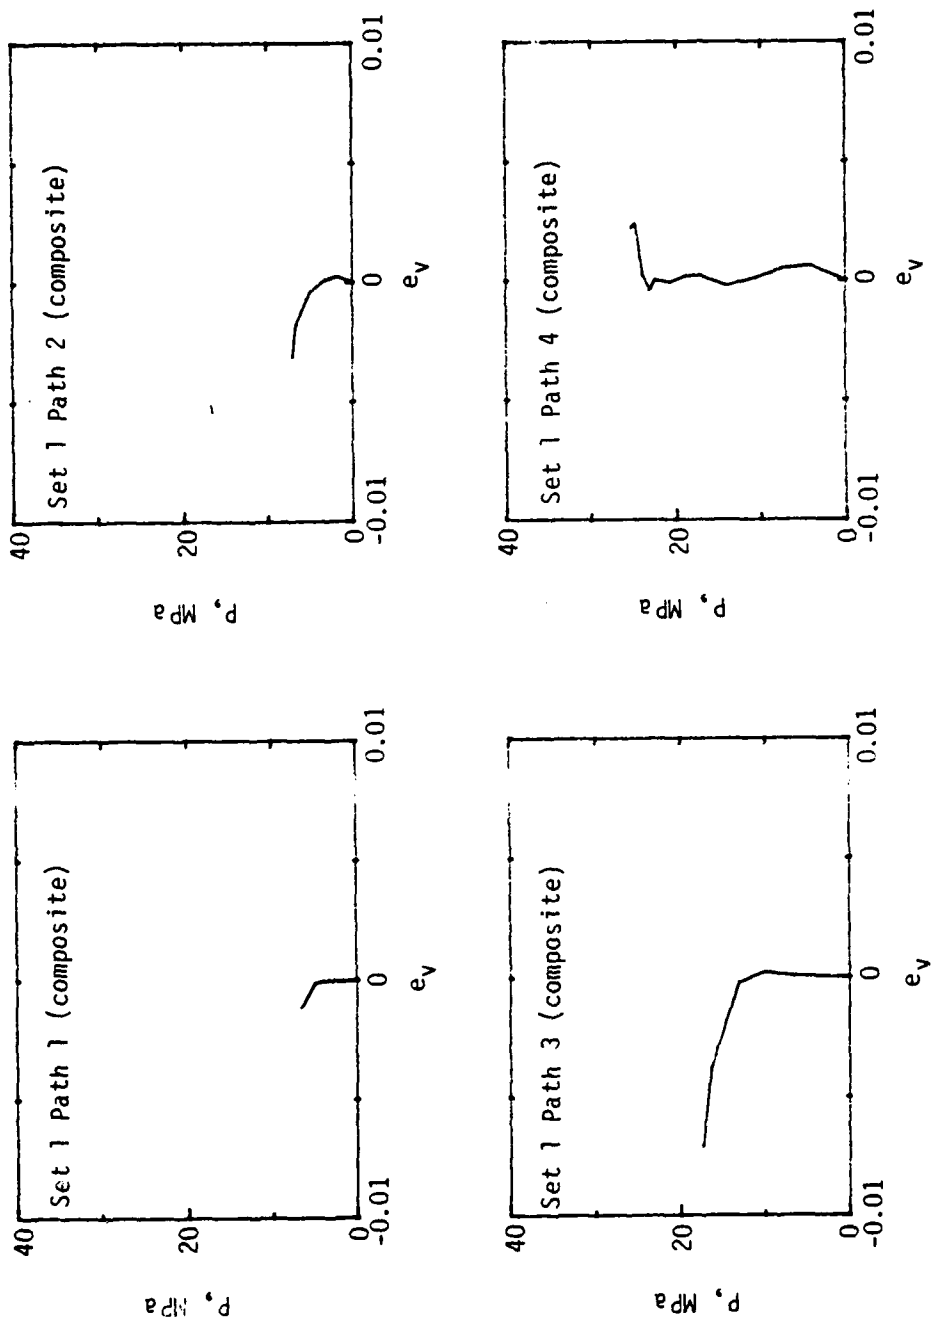 Set 1 Path 1 (composite)
40
20
0
P, MPa
-0.01
0
0.01
e_v
Set 1 Path 2 (composite)
40
20
0
P, MPa
-0.01
0
0.01
e_v
Set 1 Path 3 (composite)
40
20
0
P, MPa
-0.01
0
0.01
e_v
Set 1 Path 4 (composite)
40
20
0
P, MPa
-0.01
0
0.01
e_v